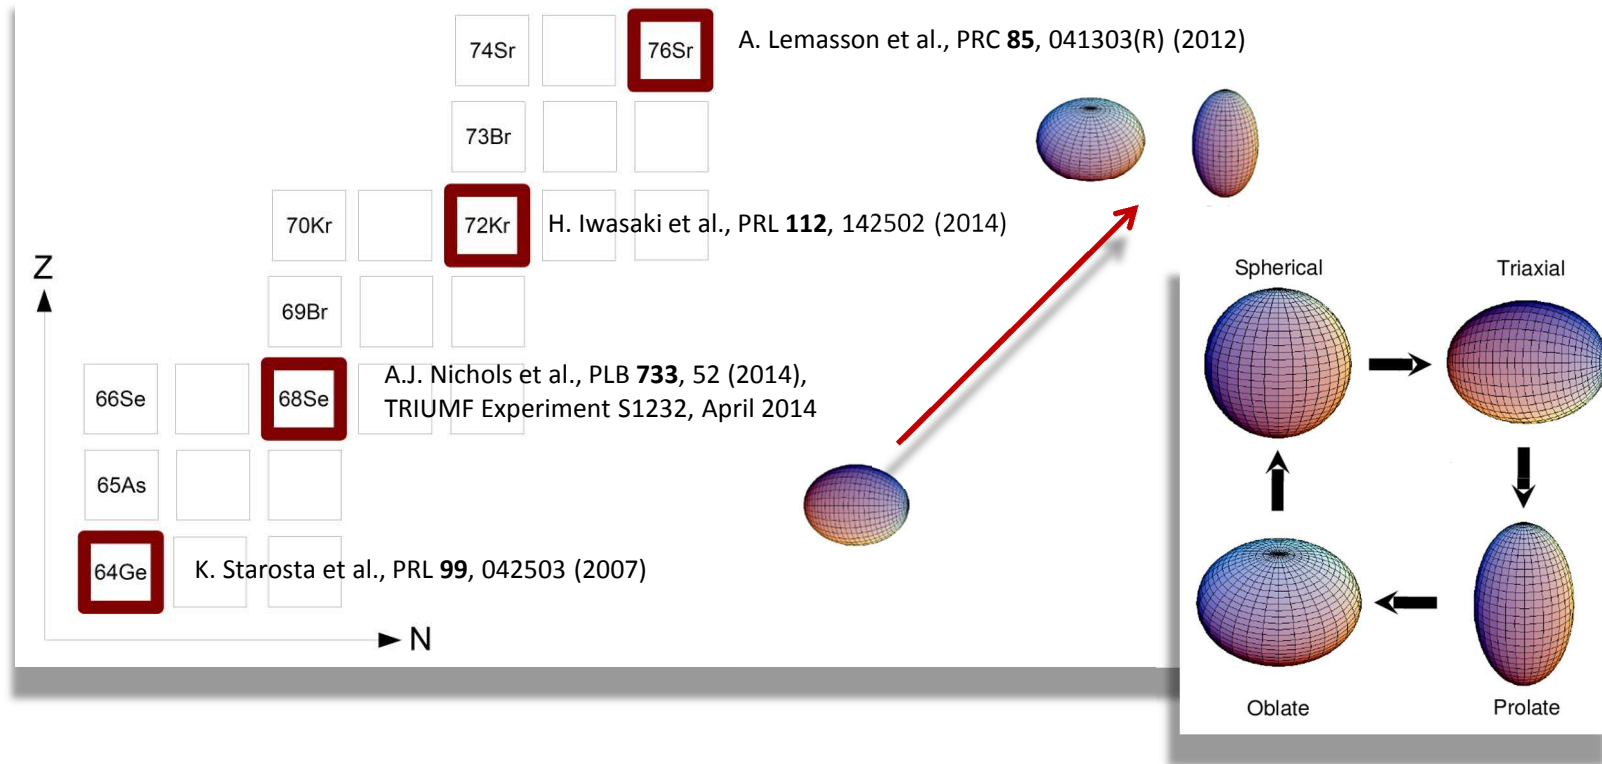 74Sr
76Sr
A. Lemasson et al., PRC 85, 041303(R) (2012)
73Br
70Kr
72Kr
H. Iwasaki et al., PRL 112, 142502 (2014)
Z
69Br
66Se
68Se
A.J. Nichols et al., PLB 733, 52 (2014),
TRIUMF Experiment S1232, April 2014
65As
64Ge
K. Starosta et al., PRL 99, 042503 (2007)
N
Spherical
Triaxial
Oblate
Prolate